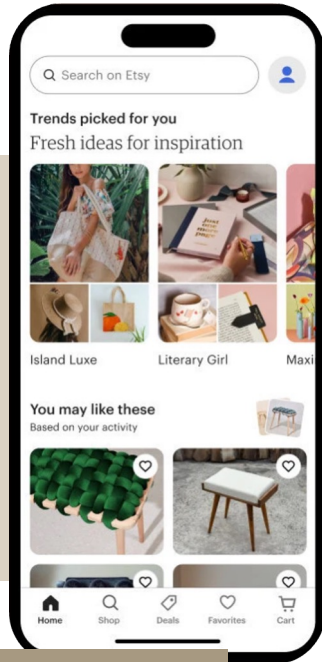 Search on Etsy
Trends picked for you
Fresh ideas for inspiration
Island Luxe
Literary Girl
Maxi
You may like these
Based on your activity
Home
Shop
Deals
Favorites
Cart